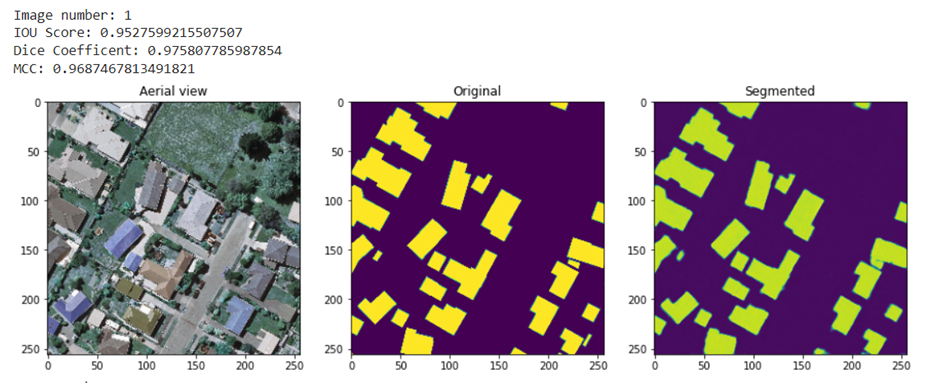 Image number: 1
IOU Score: 0.9527599215507507
Dice Coefficent: 0.975807785987854
MCC: 0.9687467813491821
Aerial view
0
50
100
150
200
250
0 50 100 150 200 250
Original
0
50
100
150
200
250
0 50 100 150 200 250
Segmented
0
50
100
150
200
250
0 50 100 150 200 250